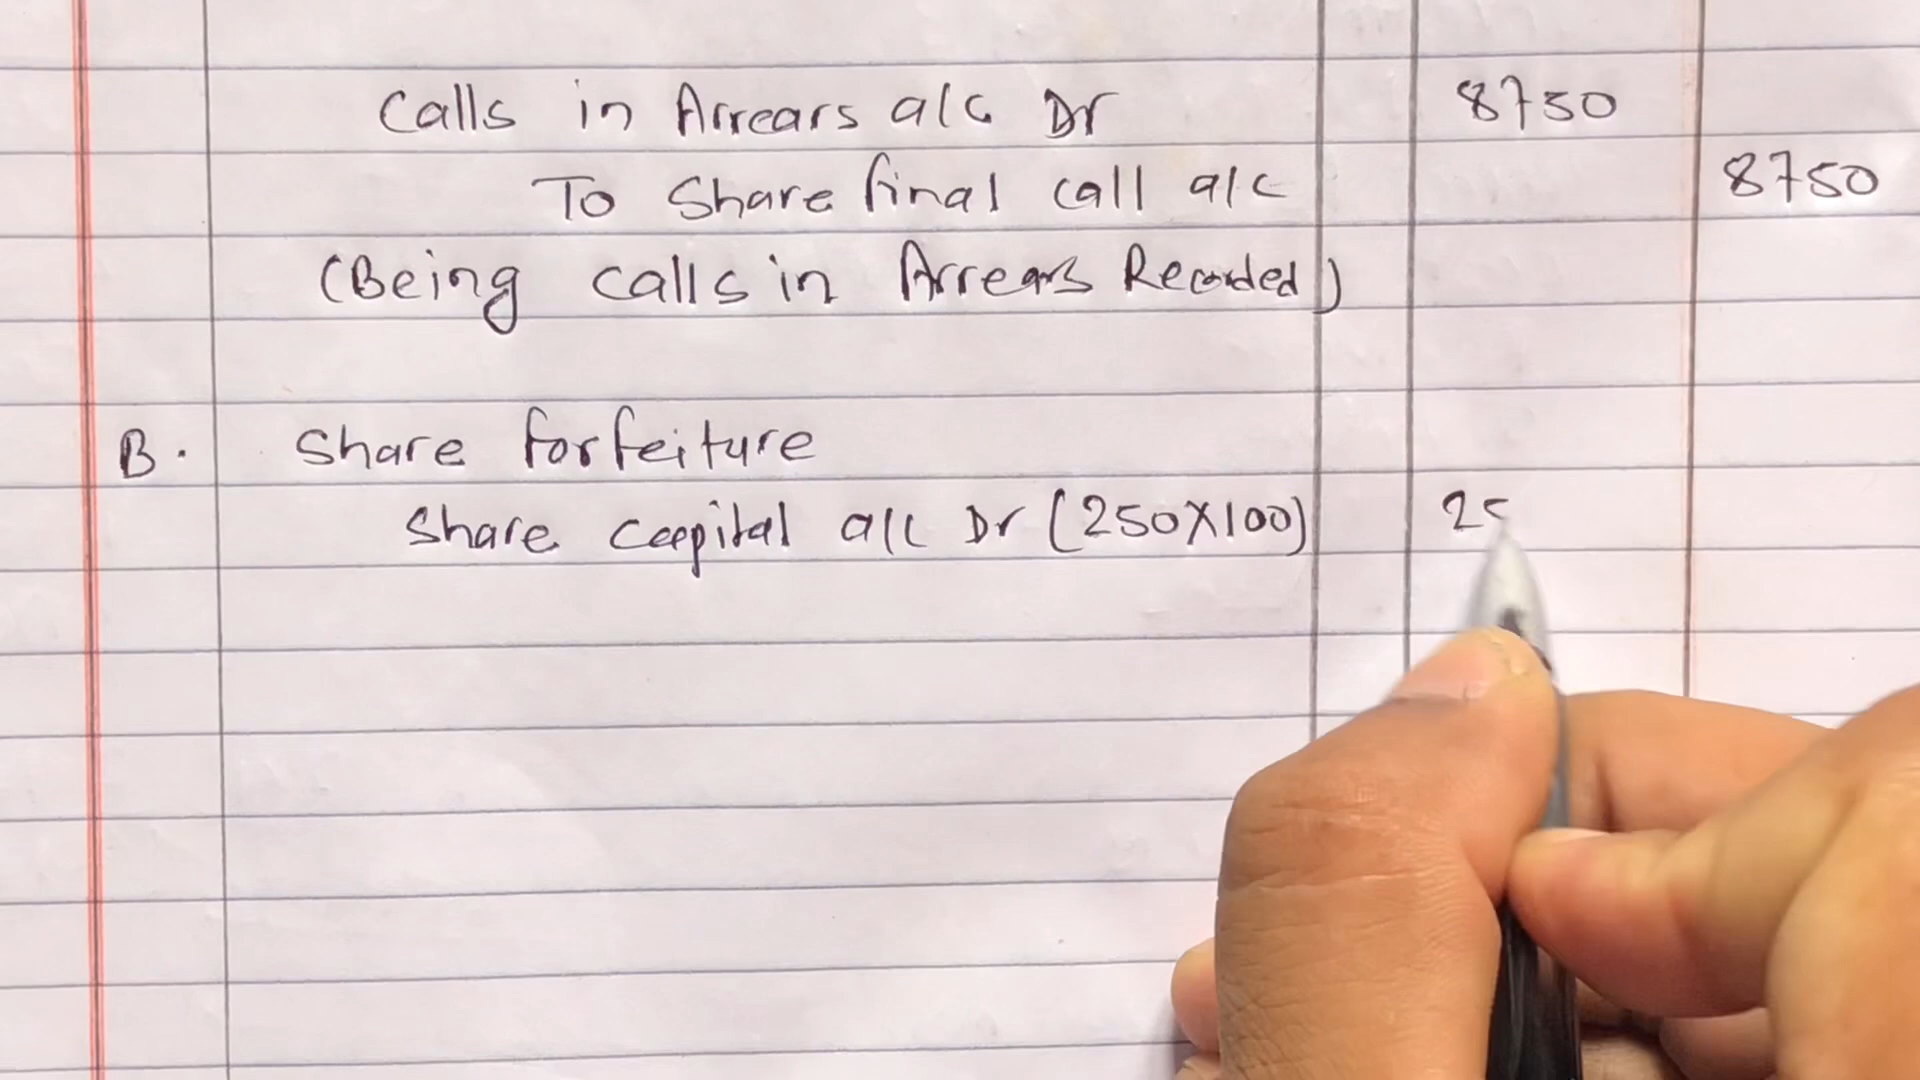 Calls in Arrears a/c Dr 8750
To Share final call a/c 8750
(Being calls in Arrears Recorded)
B. Share forfeiture
Share capital a/c Dr (250X100) 25